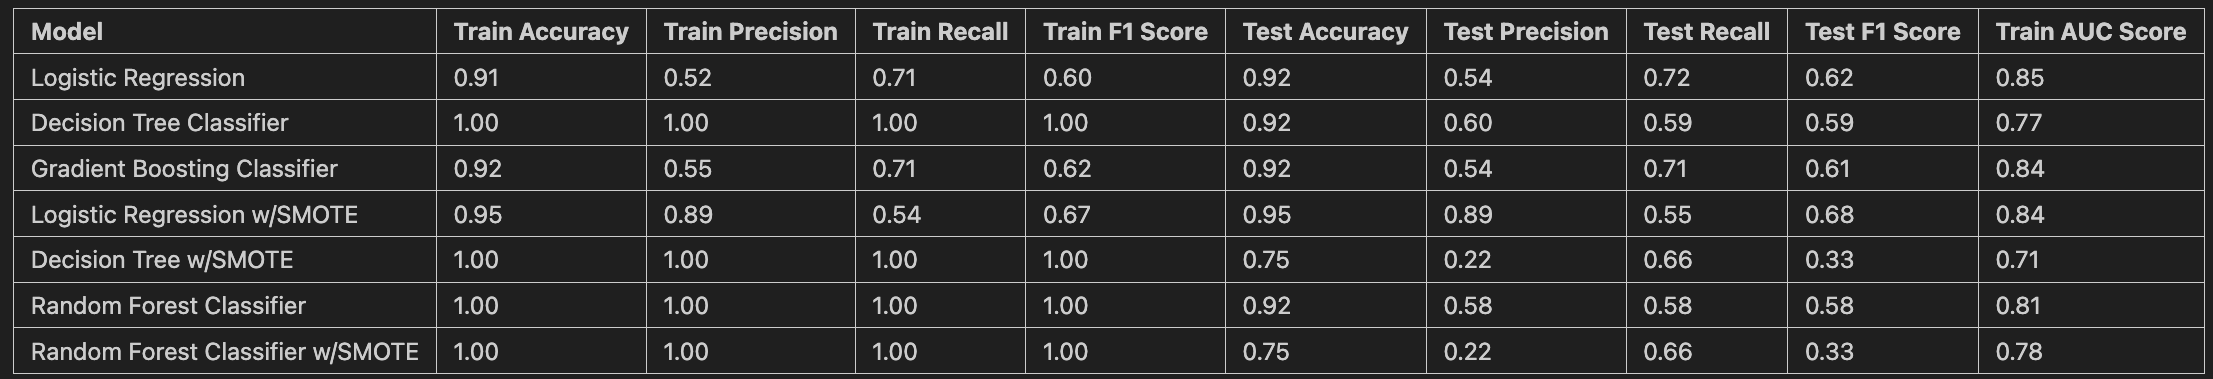 Model Train Accuracy Train Precision Train Recall Train F1 Score Test Accuracy Test Precision Test Recall Test F1 Score Train AUC Score
Logistic Regression 0.91 0.52 0.71 0.60 0.92 0.54 0.72 0.62 0.85
Decision Tree Classifier 1.00 1.00 1.00 1.00 0.92 0.60 0.59 0.59 0.77
Gradient Boosting Classifier 0.92 0.55 0.71 0.62 0.92 0.54 0.71 0.61 0.84
Logistic Regression w/SMOTE 0.95 0.89 0.54 0.67 0.95 0.89 0.55 0.68 0.84
Decision Tree w/SMOTE 1.00 1.00 1.00 1.00 0.75 0.22 0.66 0.33 0.71
Random Forest Classifier 1.00 1.00 1.00 1.00 0.92 0.58 0.58 0.58 0.81
Random Forest Classifier w/SMOTE 1.00 1.00 1.00 1.00 0.75 0.22 0.66 0.33 0.78